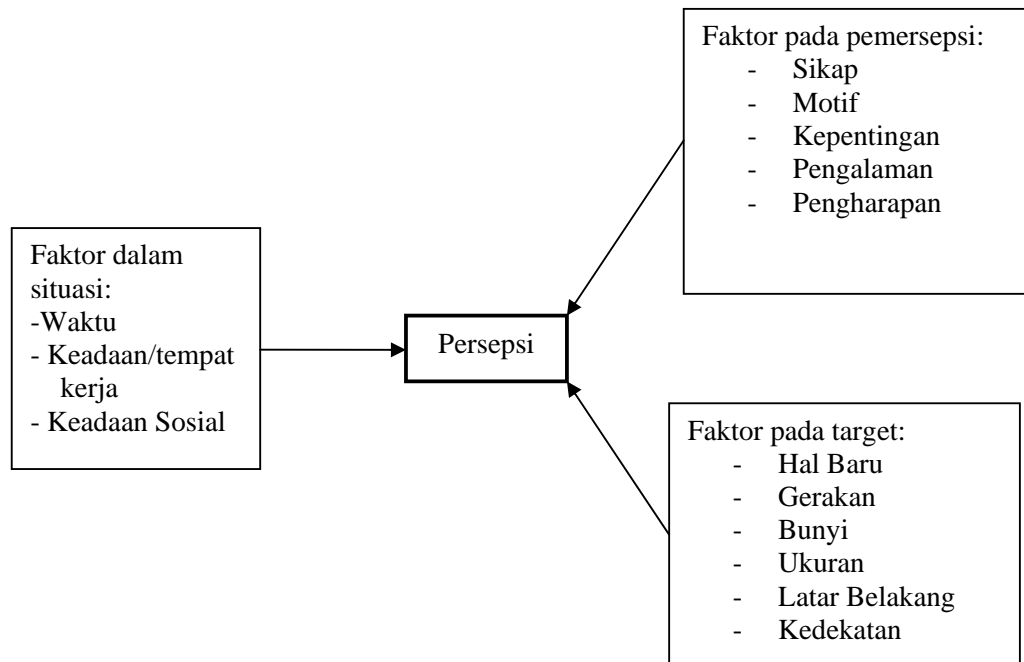 Faktor pada pemersepsi:
- Sikap
- Motif
- Kepentingan
- Pengalaman
- Pengharapan
Faktor dalam
situasi:
-Waktu
- Keadaan/tempat
kerja
- Keadaan Sosial
Persepsi
Faktor pada target:
- Hal Baru
- Gerakan
- Bunyi
- Ukuran
- Latar Belakang
- Kedekatan